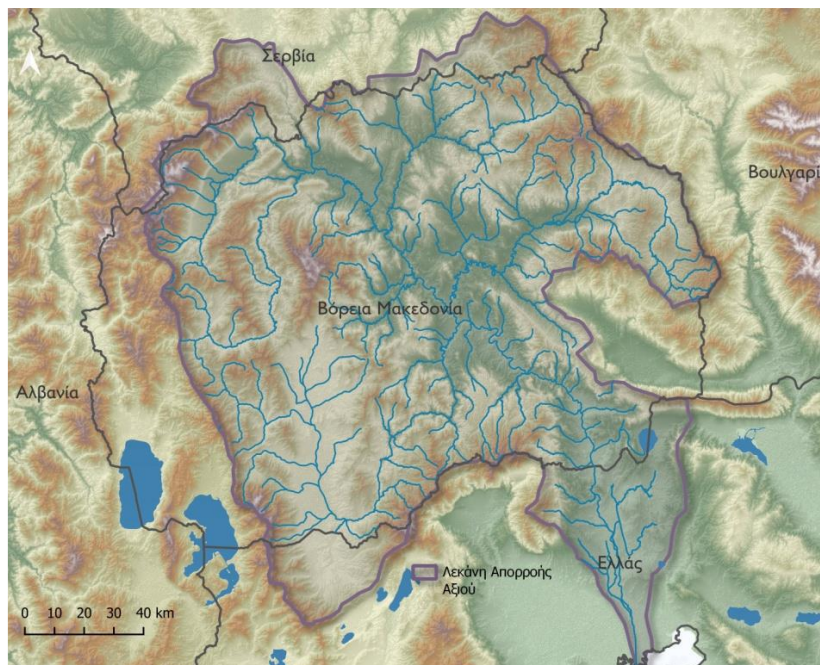 Σερβία
Βουλγαρί
Βόρεια Μακεδονία
Αλβανία
Ελλάς
Λεκάνη Απορροής
Αξιού
0 10 20 30 40 km